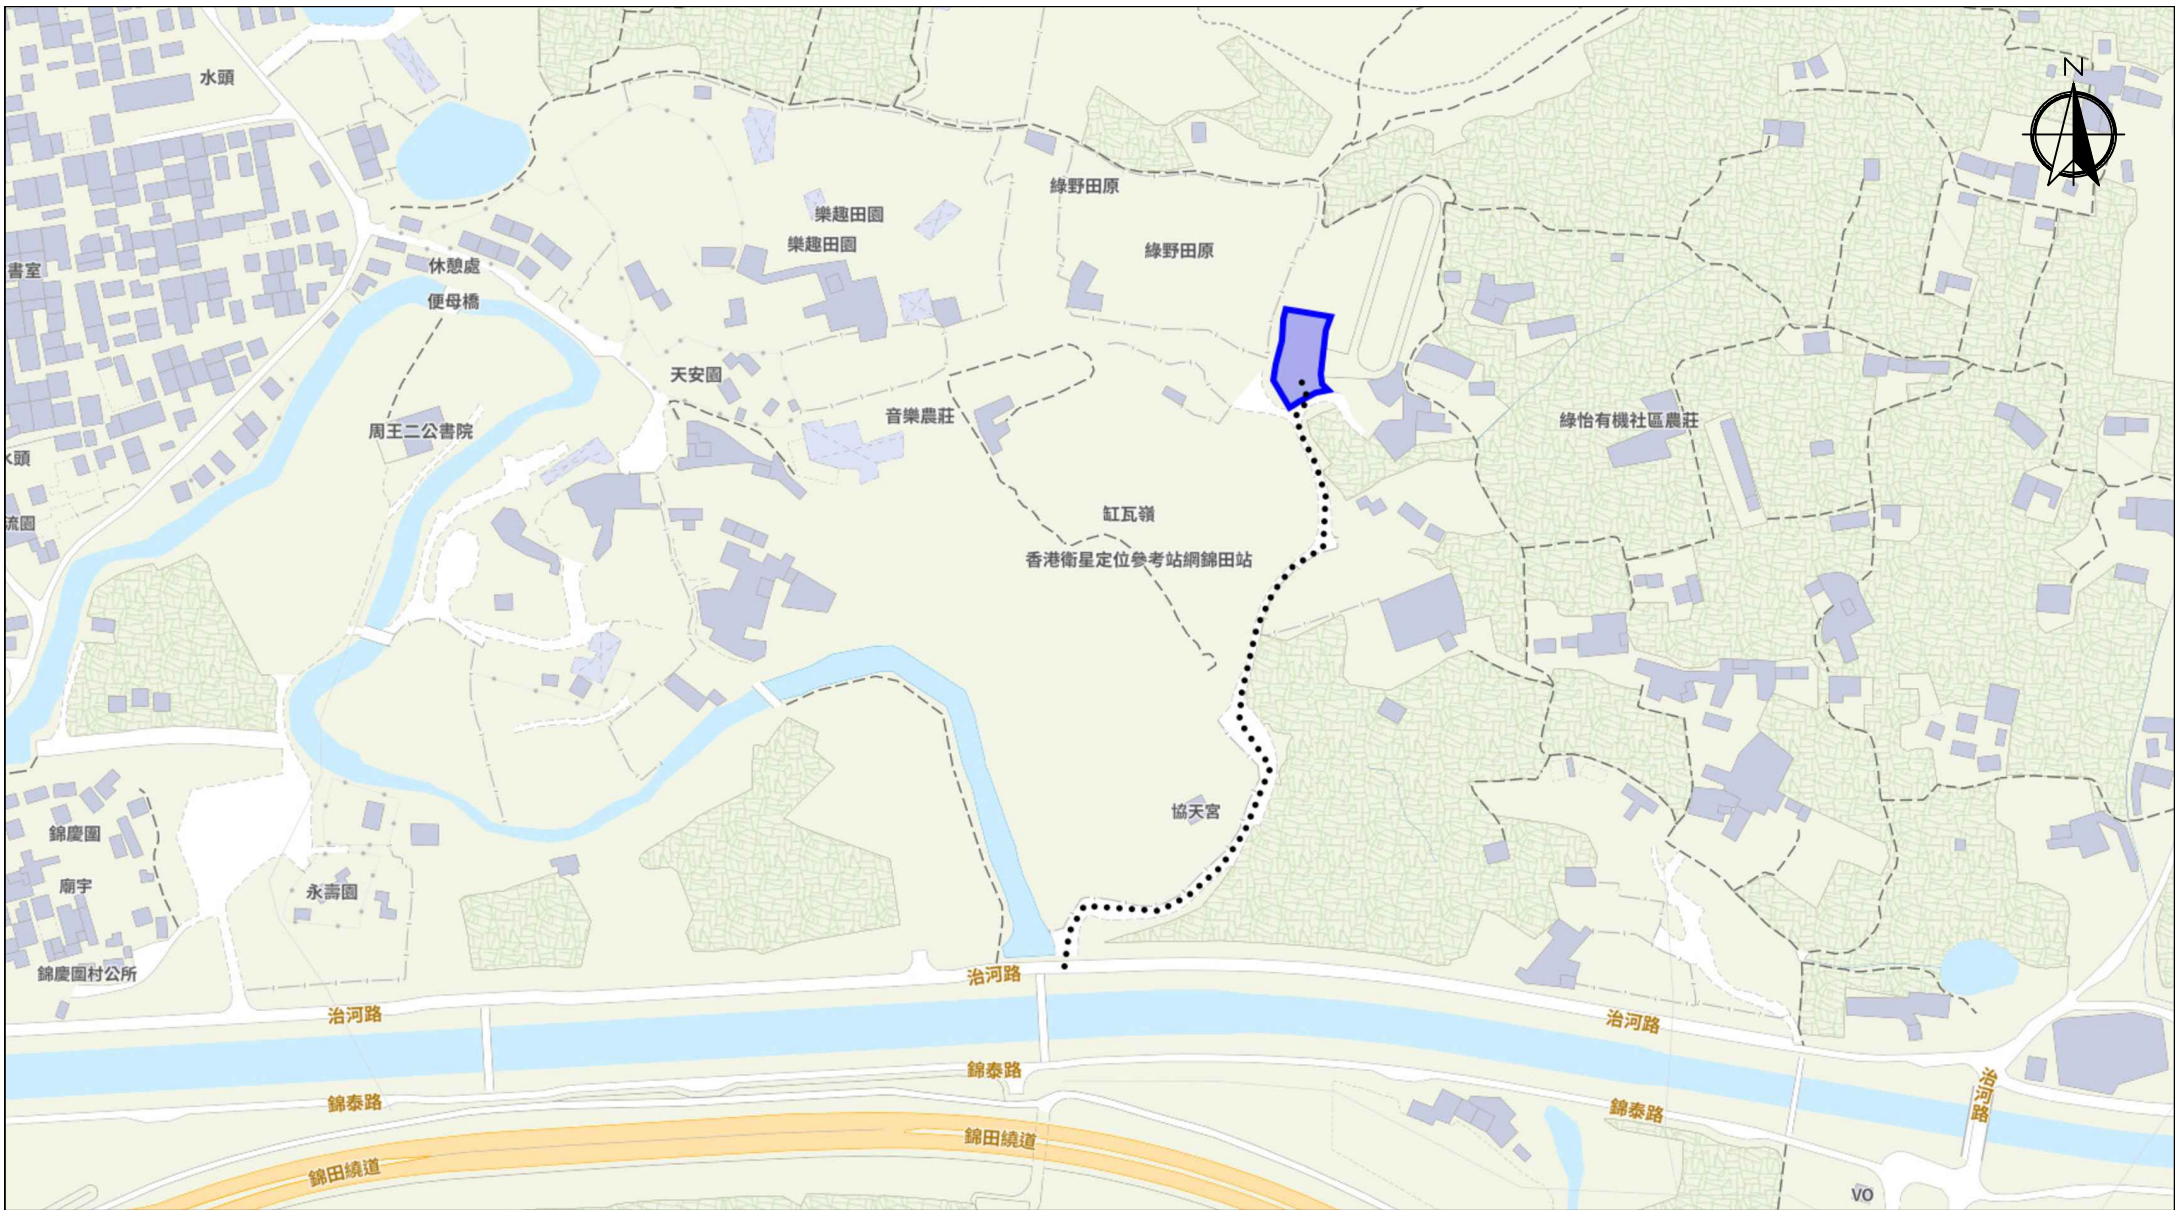 N
水頭
綠野田原
樂趣田園
樂趣田園
綠野田原
書室
休憩處
便母橋
天安園
音樂農莊
綠怡有機社區農莊
周王二公書院
水頭
缸瓦嶺
流園
香港衛星定位參考站網錦田站
協天宮
錦慶圍
廟宇
永壽園
錦慶圍村公所
治河路
治河路
治河路
治河路
錦泰路
錦泰路
錦泰路
錦田繞道
錦田繞道
VO